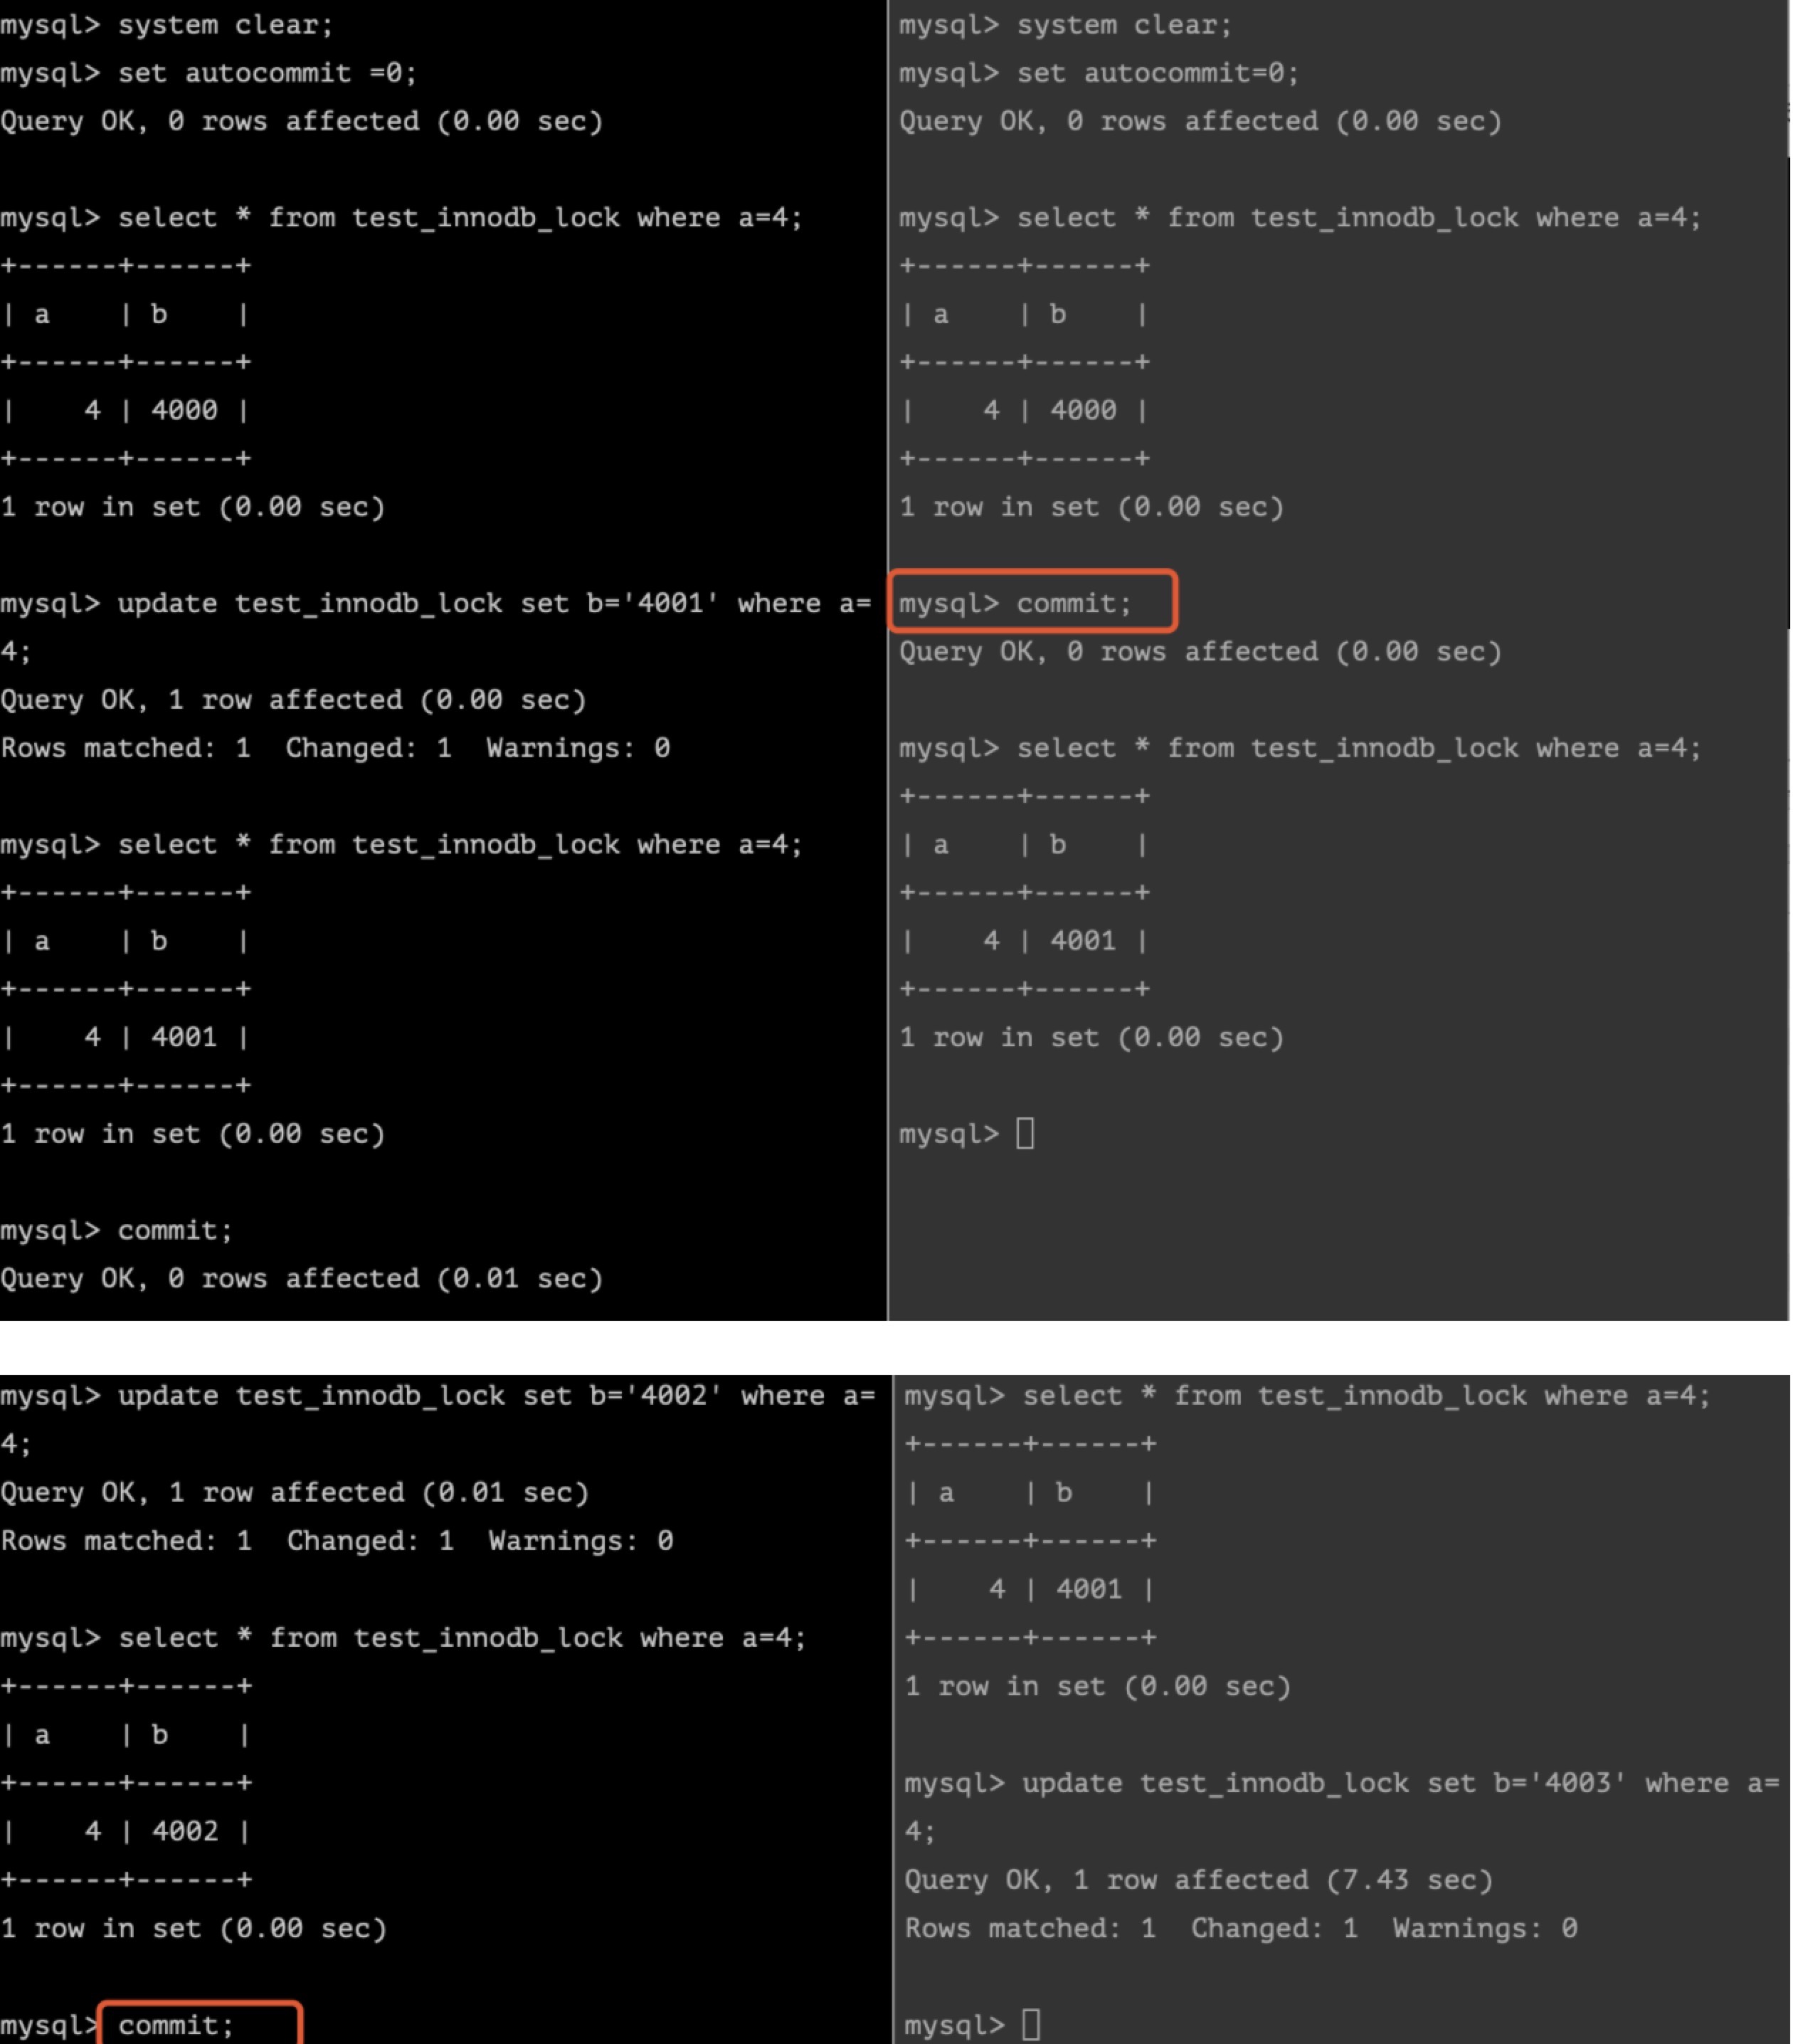 mysql> system clear;
mysql> set autocommit =0;
Query OK, 0 rows affected (0.00 sec)
mysql> select * from test_innodb_lock where a=4;
+------+------+
| a    | b    |
+------+------+
|    4 | 4000 |
+------+------+
1 row in set (0.00 sec)
mysql> update test_innodb_lock set b='4001' where a=
4;
Query OK, 1 row affected (0.00 sec)
Rows matched: 1  Changed: 1  Warnings: 0
mysql> select * from test_innodb_lock where a=4;
+------+------+
| a    | b    |
+------+------+
|    4 | 4001 |
+------+------+
1 row in set (0.00 sec)
mysql> commit;
Query OK, 0 rows affected (0.01 sec)
mysql> system clear;
mysql> set autocommit=0;
Query OK, 0 rows affected (0.00 sec)
mysql> select * from test_innodb_lock where a=4;
+------+------+
| a    | b    |
+------+------+
|    4 | 4000 |
+------+------+
1 row in set (0.00 sec)
mysql> commit;
Query OK, 0 rows affected (0.00 sec)
mysql> select * from test_innodb_lock where a=4;
+------+------+
| a    | b    |
+------+------+
|    4 | 4001 |
+------+------+
1 row in set (0.00 sec)
mysql>
mysql> update test_innodb_lock set b='4002' where a=
4;
Query OK, 1 row affected (0.01 sec)
Rows matched: 1  Changed: 1  Warnings: 0
mysql> select * from test_innodb_lock where a=4;
+------+------+
| a    | b    |
+------+------+
|    4 | 4002 |
+------+------+
1 row in set (0.00 sec)
mysql> commit;
mysql> select * from test_innodb_lock where a=4;
+------+------+
| a    | b    |
+------+------+
|    4 | 4001 |
+------+------+
1 row in set (0.00 sec)
mysql> update test_innodb_lock set b='4003' where a=
4;
Query OK, 1 row affected (7.43 sec)
Rows matched: 1  Changed: 1  Warnings: 0
mysql>